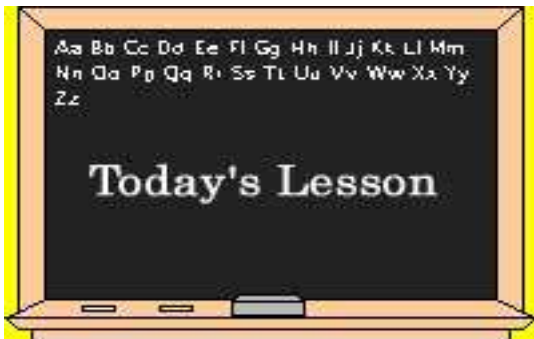 Aa Bb Cc Dd Ee Ff Gg Hh Ii Jj Kk Ll Mm
Nn Oo Pp Qq Rr Ss Tt Uu Vv Ww Xx Yy
Zz
Today's Lesson